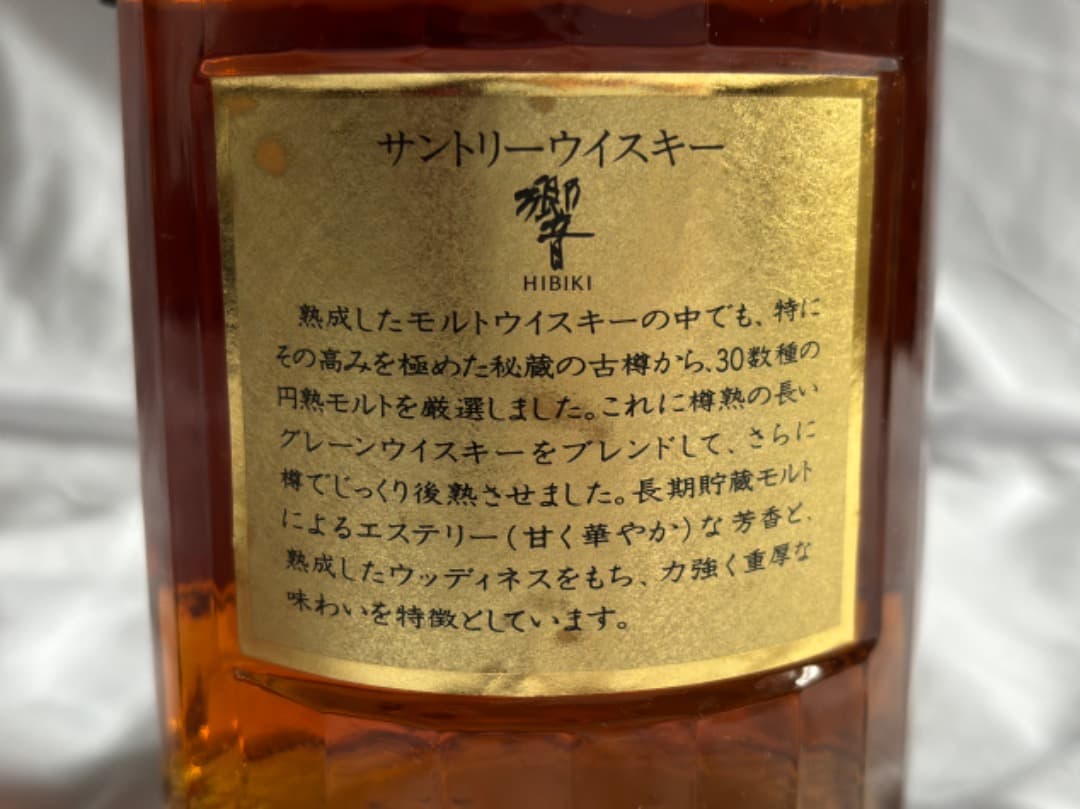 サントリーウイスキー
響
HIBIKI
熟成したモルトウイスキーの中でも、特に
その高みを極めた秘蔵の古樽から、30数種の
円熟モルトを厳選しました。これに樽熟の長い
グレーンウイスキーをブレンドして、さらに
樽でじっくり後熟させました。長期貯蔵モルト
によるエステリー(甘く華やか)な芳香と、
熟成したウッディネスをもち、力強く重厚な
味わいを特徴としています。